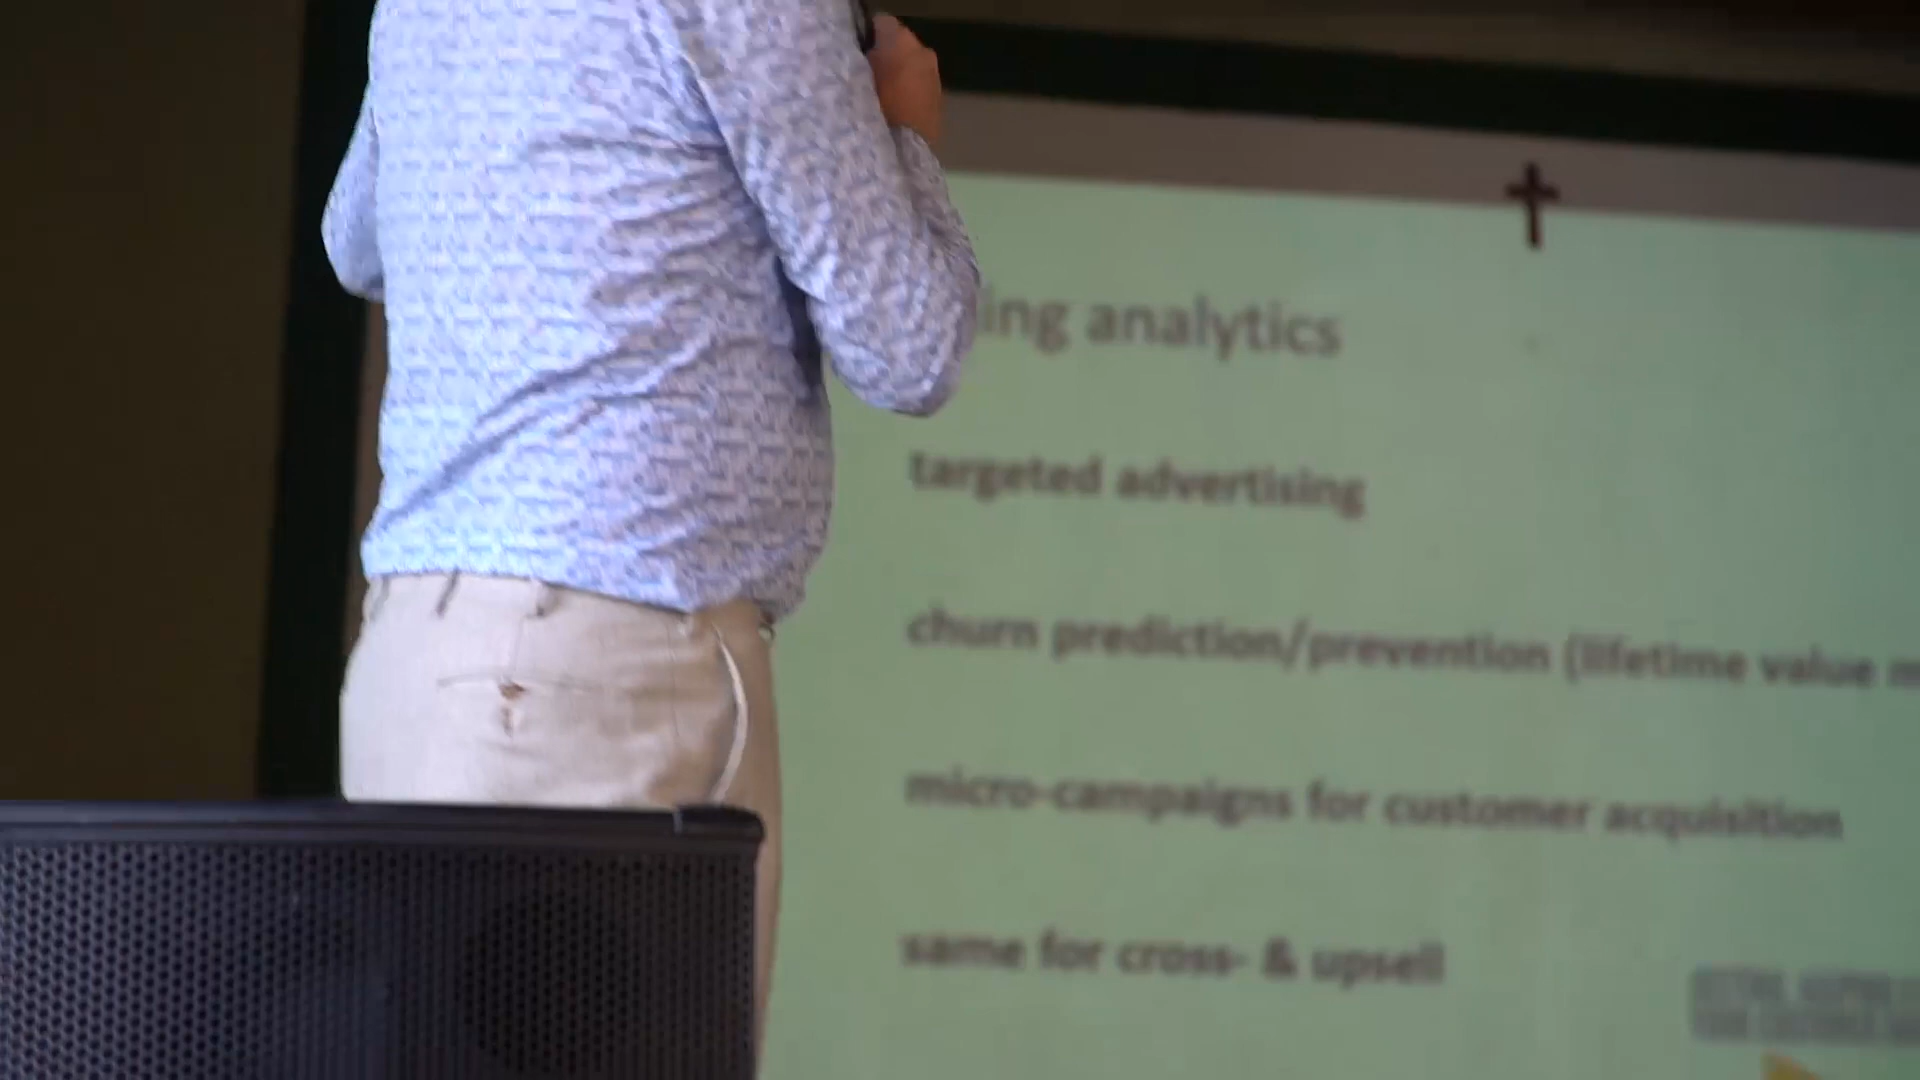 ing analytics
targeted advertising
churn prediction/prevention (lifetime value
micro-campaigns for customer acquisition
same for cross- & upsell